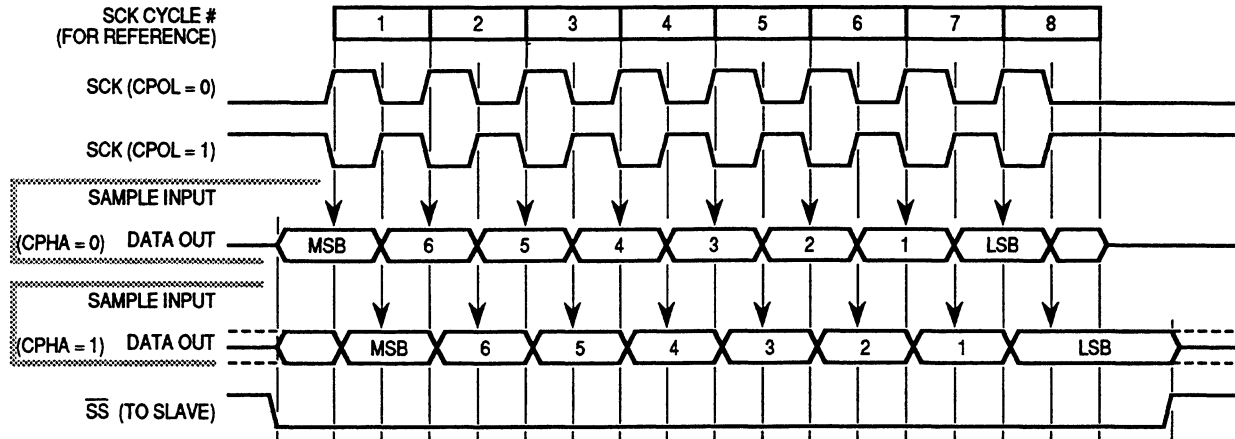 SCK CYCLE # 1 2 3 4 5 6 7 8
(FOR REFERENCE)
SCK (CPOL = 0)
SCK (CPOL = 1)
SAMPLE INPUT
(CPHA = 0) DATA OUT MSB 6 5 4 3 2 1 LSB
SAMPLE INPUT
(CPHA = 1) DATA OUT MSB 6 5 4 3 2 1 LSB
S̅S̅ (TO SLAVE)